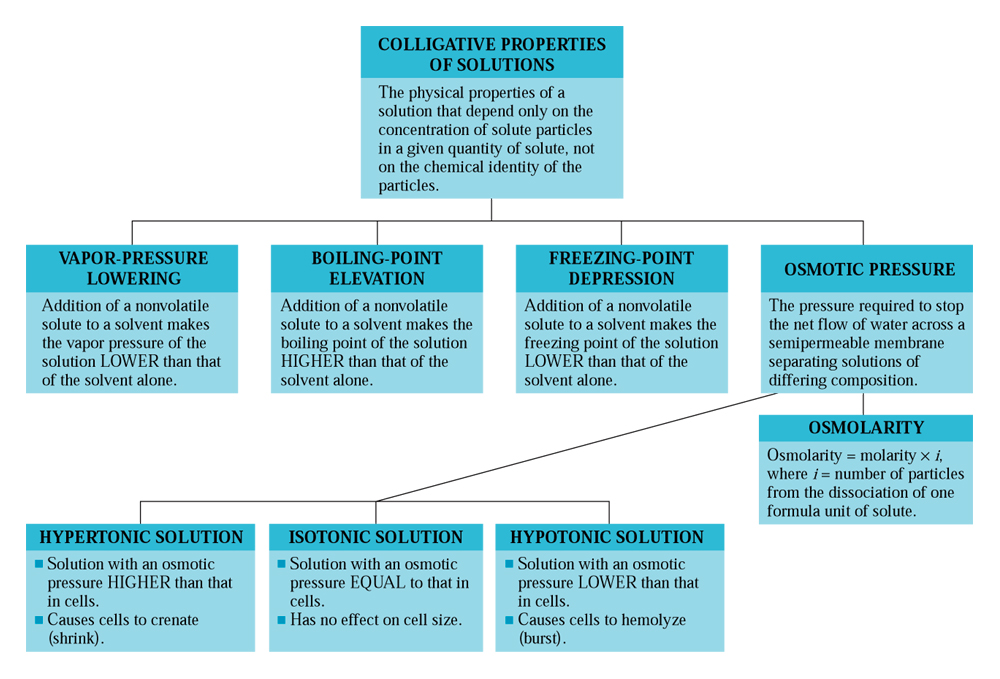 COLLIGATIVE PROPERTIES
OF SOLUTIONS
The physical properties of a
solution that depend only on the
concentration of solute particles
in a given quantity of solute, not
on the chemical identity of the
particles.
VAPOR-PRESSURE
LOWERING
Addition of a nonvolatile
solute to a solvent makes
the vapor pressure of the
solution LOWER than that
of the solvent alone.
BOILING-POINT
ELEVATION
Addition of a nonvolatile
solute to a solvent makes the
boiling point of the solution
HIGHER than that of the
solvent alone.
FREEZING-POINT
DEPRESSION
Addition of a nonvolatile
solute to a solvent makes the
freezing point of the solution
LOWER than that of the
solvent alone.
OSMOTIC PRESSURE
The pressure required to stop
the net flow of water across a
semipermeable membrane
separating solutions of
differing composition.
OSMOLARITY
Osmolarity = molarity × i,
where i = number of particles
from the dissociation of one
formula unit of solute.
HYPERTONIC SOLUTION
■ Solution with an osmotic
pressure HIGHER than that
in cells.
■ Causes cells to crenate
(shrink).
ISOTONIC SOLUTION
■ Solution with an osmotic
pressure EQUAL to that in
cells.
■ Has no effect on cell size.
HYPOTONIC SOLUTION
■ Solution with an osmotic
pressure LOWER than that
in cells.
■ Causes cells to hemolyze
(burst).